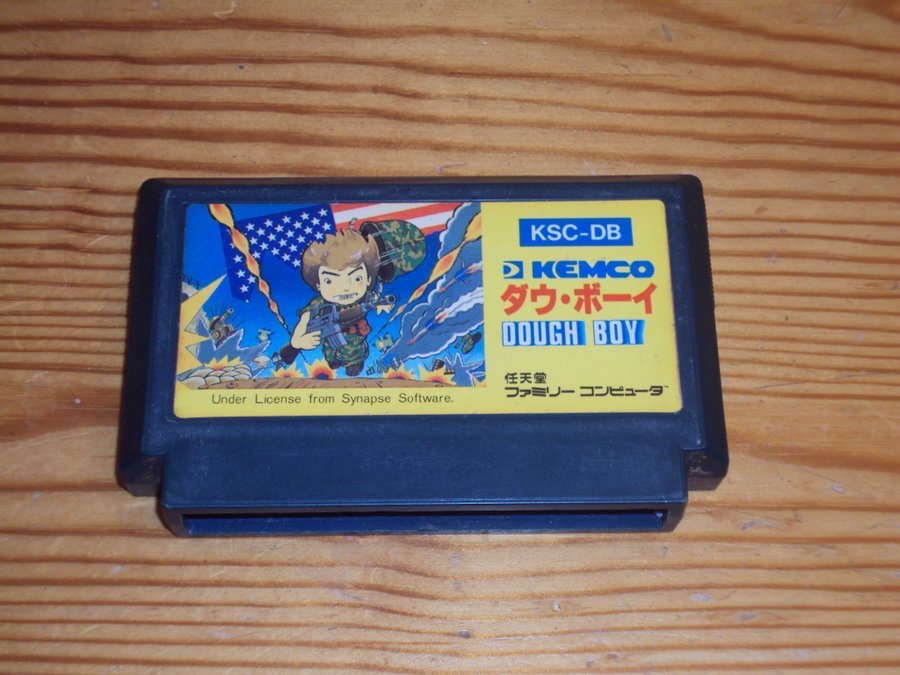 KSC-DB
KEMCO
ダウ・ボーイ
DOUGH BOY
任天堂
ファミリーコンピュータ
Under License from Synapse Software.